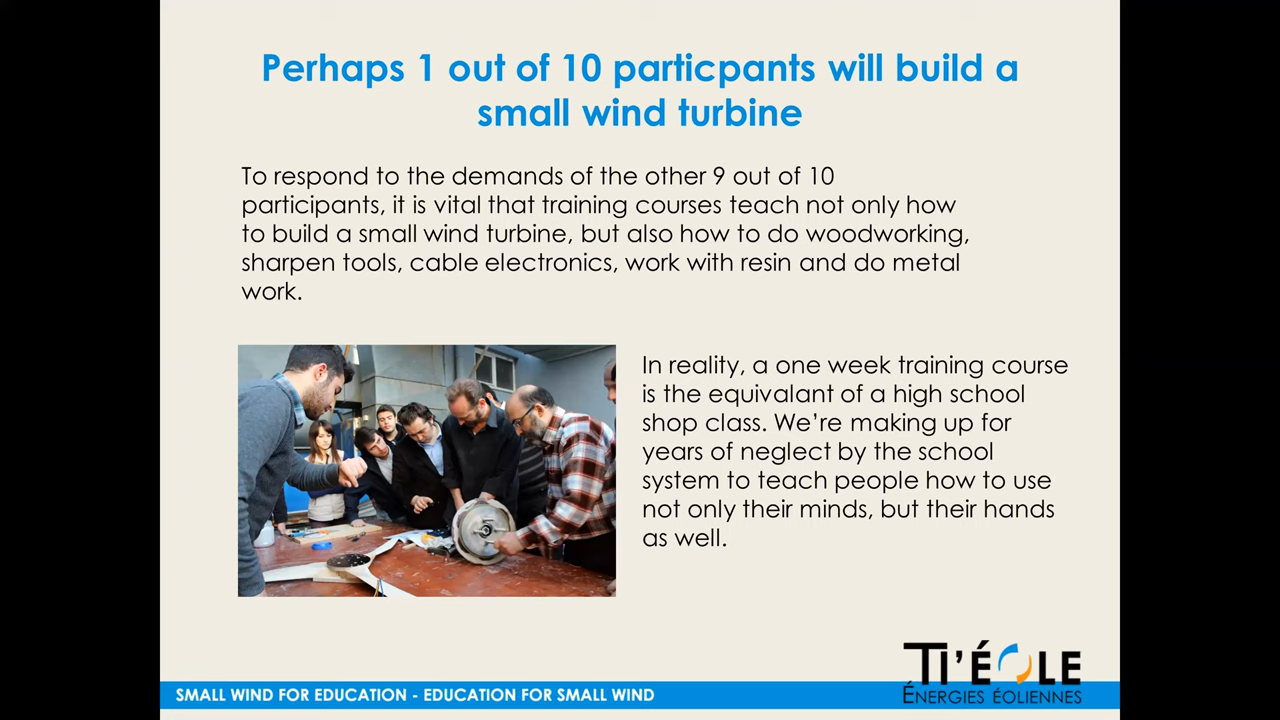 Perhaps 1 out of 10 particpants will build a
small wind turbine
To respond to the demands of the other 9 out of 10
participants, it is vital that training courses teach not only how
to build a small wind turbine, but also how to do woodworking,
sharpen tools, cable electronics, work with resin and do metal
work.
In reality, a one week training course
is the equivalant of a high school
shop class. We're making up for
years of neglect by the school
system to teach people how to use
not only their minds, but their hands
as well.
TI'ÉOLE
ÉNERGIES ÉOLIENNES
SMALL WIND FOR EDUCATION - EDUCATION FOR SMALL WIND